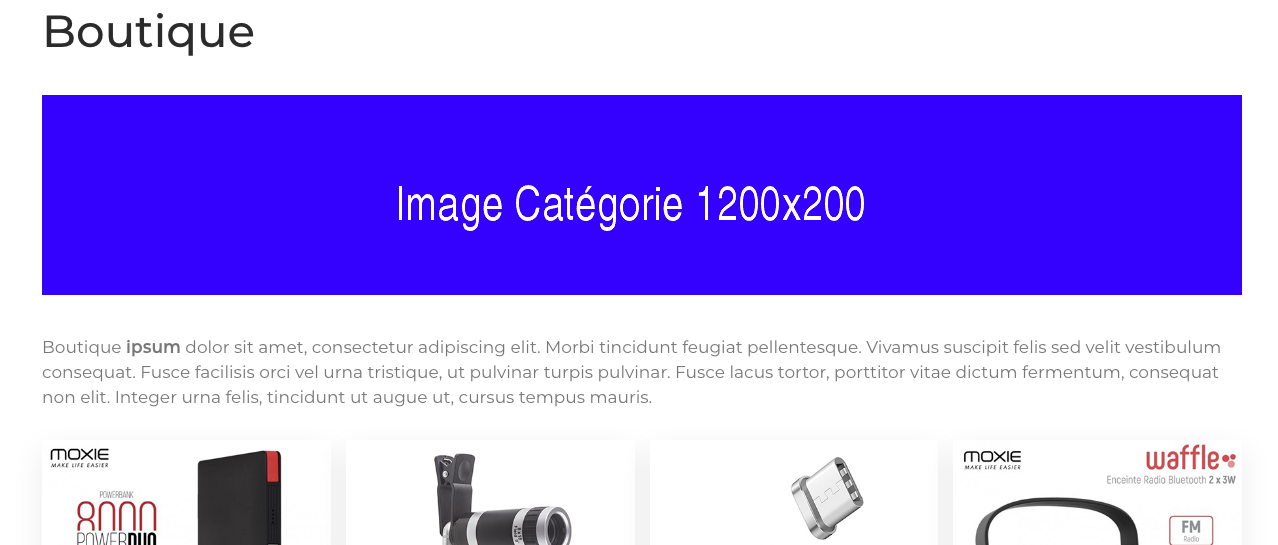 Boutique
Image Catégorie 1200x200
Boutique ipsum dolor sit amet, consectetur adipiscing elit. Morbi tincidunt feugiat pellentesque. Vivamus suscipit felis sed velit vestibulum
consequat. Fusce facilisis orci vel urna tristique, ut pulvinar turpis pulvinar. Fusce lacus tortor, porttitor vitae dictum fermentum, consequat
non elit. Integer urna felis, tincidunt ut augue ut, cursus tempus mauris.
MOXIE
MAKE LIFE EASIER
POWERBANK
8000
POWERDUO
MOXIE
MAKE LIFE EASIER
waffle
Enceinte Radio Bluetooth 2 x 3W
FM
Radio